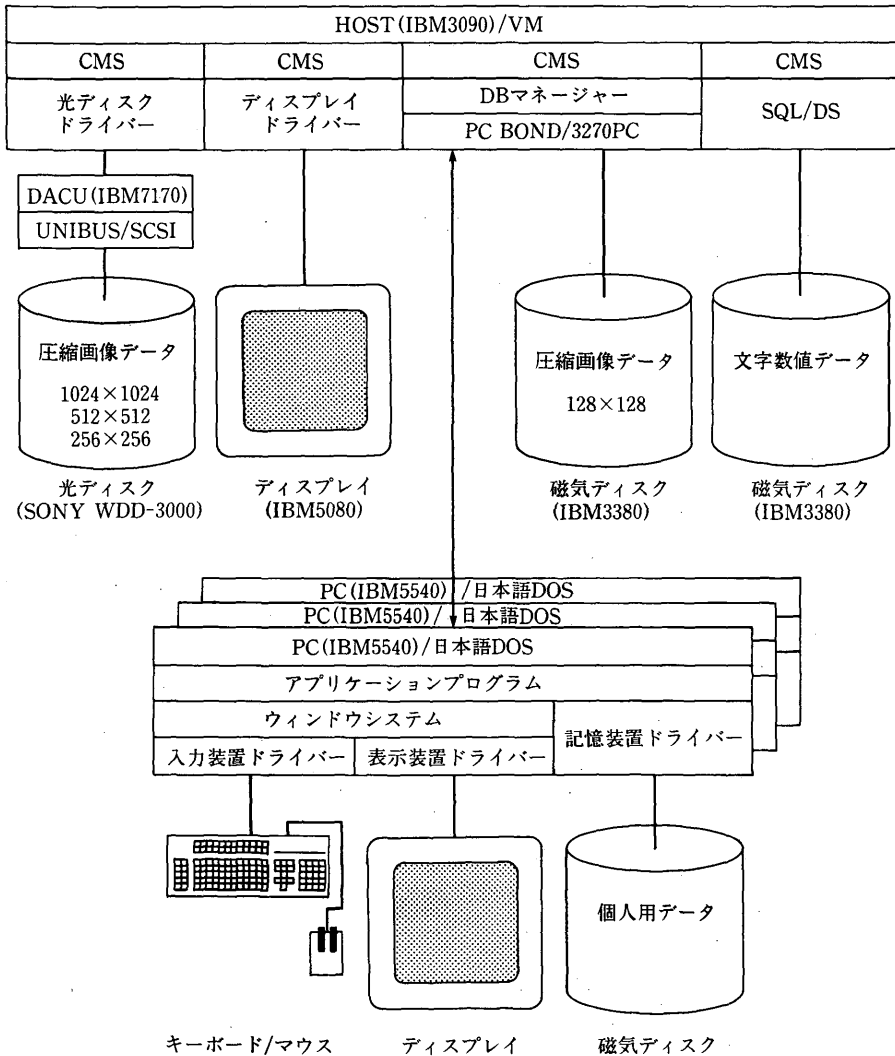 HOST(IBM3090)/VM
CMS
CMS
CMS
CMS
光ディスク
ドライバー
ディスプレイ
ドライバー
DBマネージャー
PC BOND/3270PC
SQL/DS
DACU(IBM7170)
UNIBUS/SCSI
圧縮画像データ
1024×1024
512×512
256×256
圧縮画像データ
128×128
文字数値データ
光ディスク
(SONY WDD-3000)
ディスプレイ
(IBM5080)
磁気ディスク
(IBM3380)
磁気ディスク
(IBM3380)
PC(IBM5540)/日本語DOS
PC(IBM5540)/日本語DOS
PC(IBM5540)/日本語DOS
アプリケーションプログラム
ウィンドウシステム
入力装置ドライバー
表示装置ドライバー
記憶装置ドライバー
個人用データ
キーボード/マウス
ディスプレイ
磁気ディスク